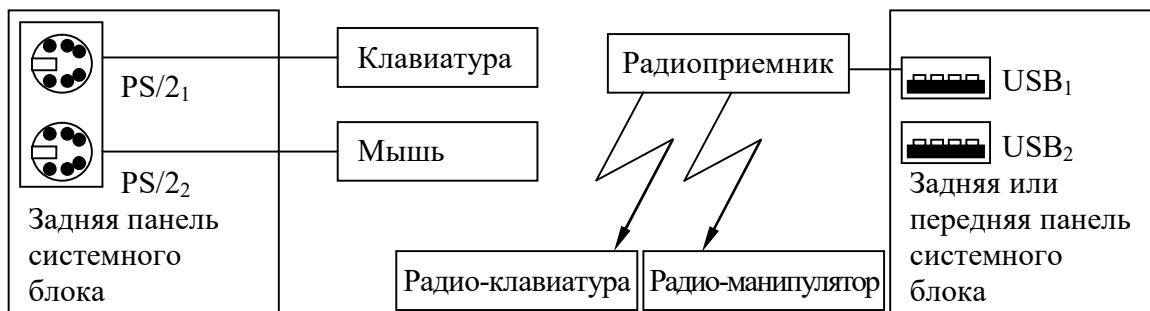 Клавиатура
PS/2₁
Мышь
PS/2₂
Задняя панель
системного
блока
Радиоприемник
Радио-клавиатура
Радио-манипулятор
USB₁
USB₂
Задняя или
передняя панель
системного
блока